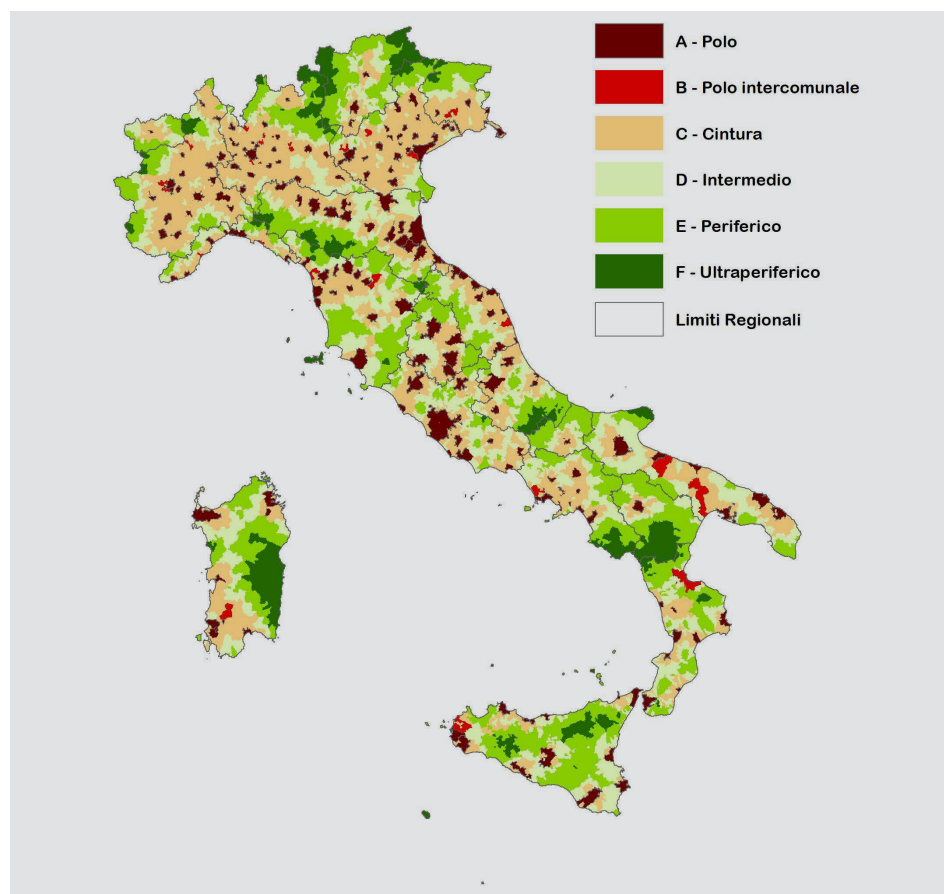 A - Polo
B - Polo intercomunale
C - Cintura
D - Intermedio
E - Periferico
F - Ultraperiferico
Limiti Regionali